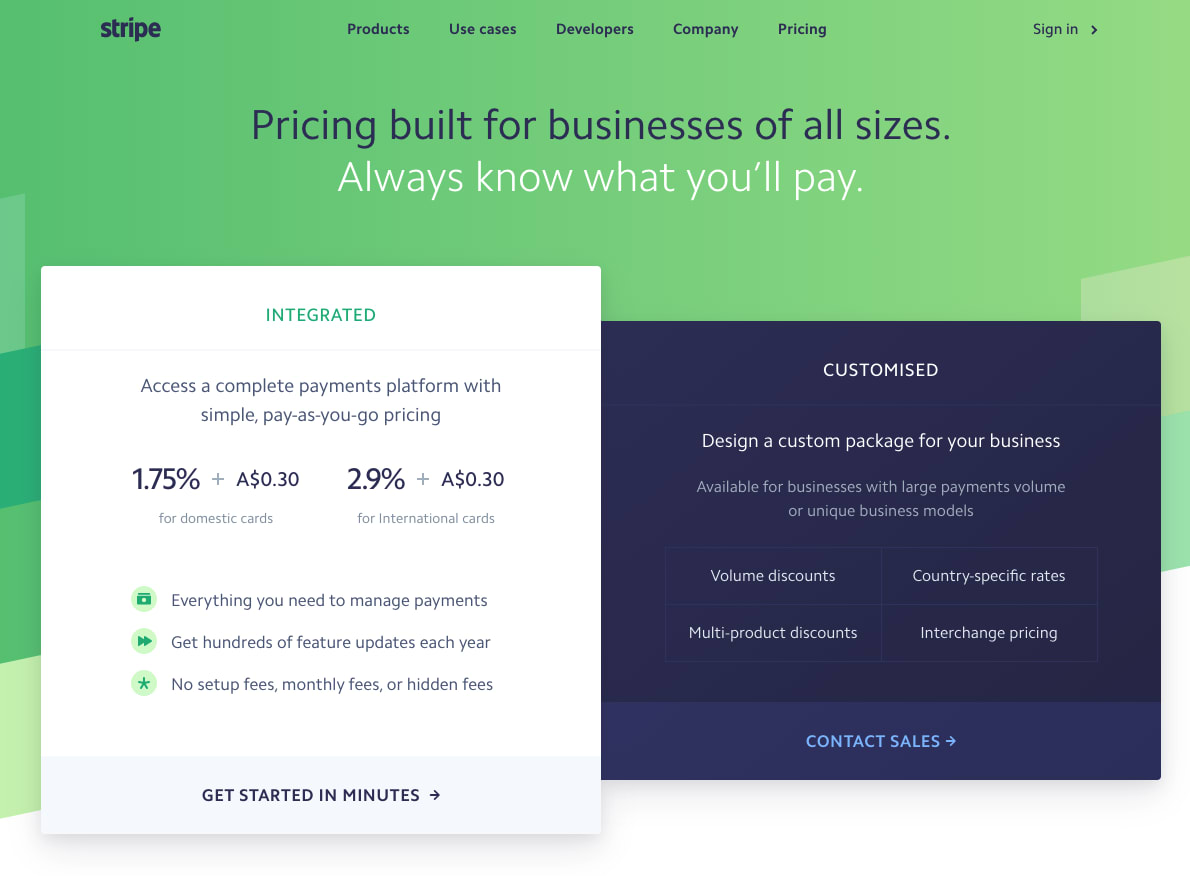 stripe
Products Use cases Developers Company Pricing
Sign in
Pricing built for businesses of all sizes.
Always know what you’ll pay.
INTEGRATED
Access a complete payments platform with
simple, pay-as-you-go pricing
1.75% + A$0.30
for domestic cards
2.9% + A$0.30
for International cards
Everything you need to manage payments
Get hundreds of feature updates each year
No setup fees, monthly fees, or hidden fees
GET STARTED IN MINUTES →
CUSTOMISED
Design a custom package for your business
Available for businesses with large payments volume
or unique business models
Volume discounts
Country-specific rates
Multi-product discounts
Interchange pricing
CONTACT SALES →